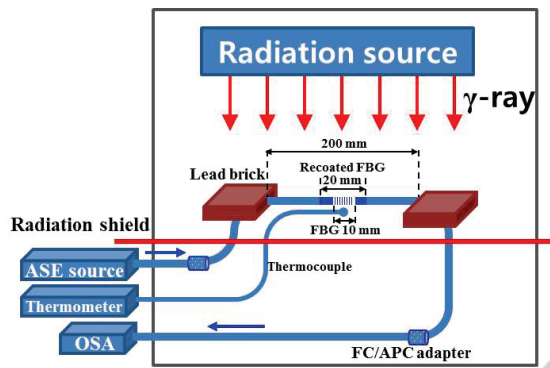 Radiation source
γ-ray
200 mm
Recoated FBG
20 mm
Lead brick
FBG 10 mm
Radiation shield
ASE source
Thermocouple
Thermometer
OSA
FC/APC adapter